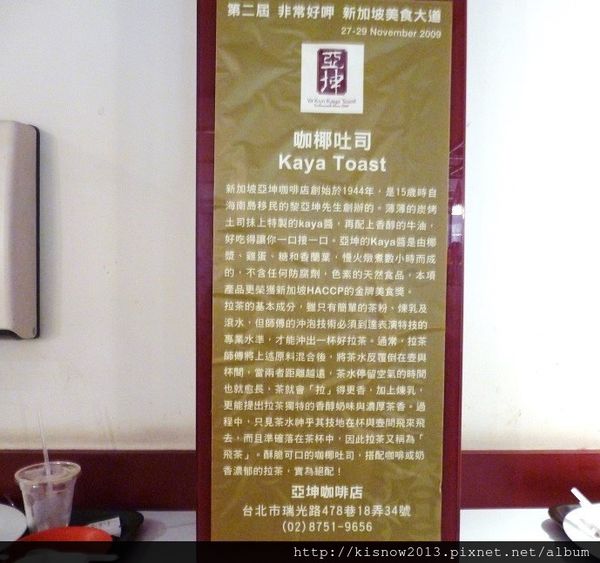 第二屆 非常好呷 新加坡美食大道
27-29 November 2009
亞坤
Ya Kun Kaya Toast
咖椰吐司
Kaya Toast
新加坡亞坤咖啡店創始於1944年，是15歲時自
海南島移民的黎亞坤先生創辦的。薄薄的炭烤
土司抹上特製的kaya醬，再配上香醇的牛油，
好吃得讓你一口接一口。亞坤的Kaya醬是由椰
漿、雞蛋、糖和香蘭葉，慢火燉煮數小時而成
的，不含任何防腐劑，色素的天然食品，本項
產品更榮獲新加坡HACCP的金牌美食獎。
拉茶的基本成分，雖只有簡單的茶粉、煉乳及
滾水，但師傅的沖泡技術必須到達表演特技的
專業水準，才能沖出一杯好拉茶。通常，拉茶
師傅將上述原料混合後，將茶水反覆倒在壺與
杯間，當兩者距離越遠，茶水停留空氣的時間
也就愈長，茶就會「拉」得更香，加上煉乳，
更能提出拉茶獨特的香醇奶味與濃厚茶香。過
程中，只見茶水神乎其技地在杯與壺間飛來飛
去，而且準確落在茶杯中，因此拉茶又稱為「
飛茶」。酥脆可口的咖椰吐司，搭配咖啡或奶
香濃郁的拉茶，實為絕配！
亞坤咖啡店
台北市瑞光路478巷18弄34號
(02)8751-9656
http://kisnow2013.pixnet.net/album